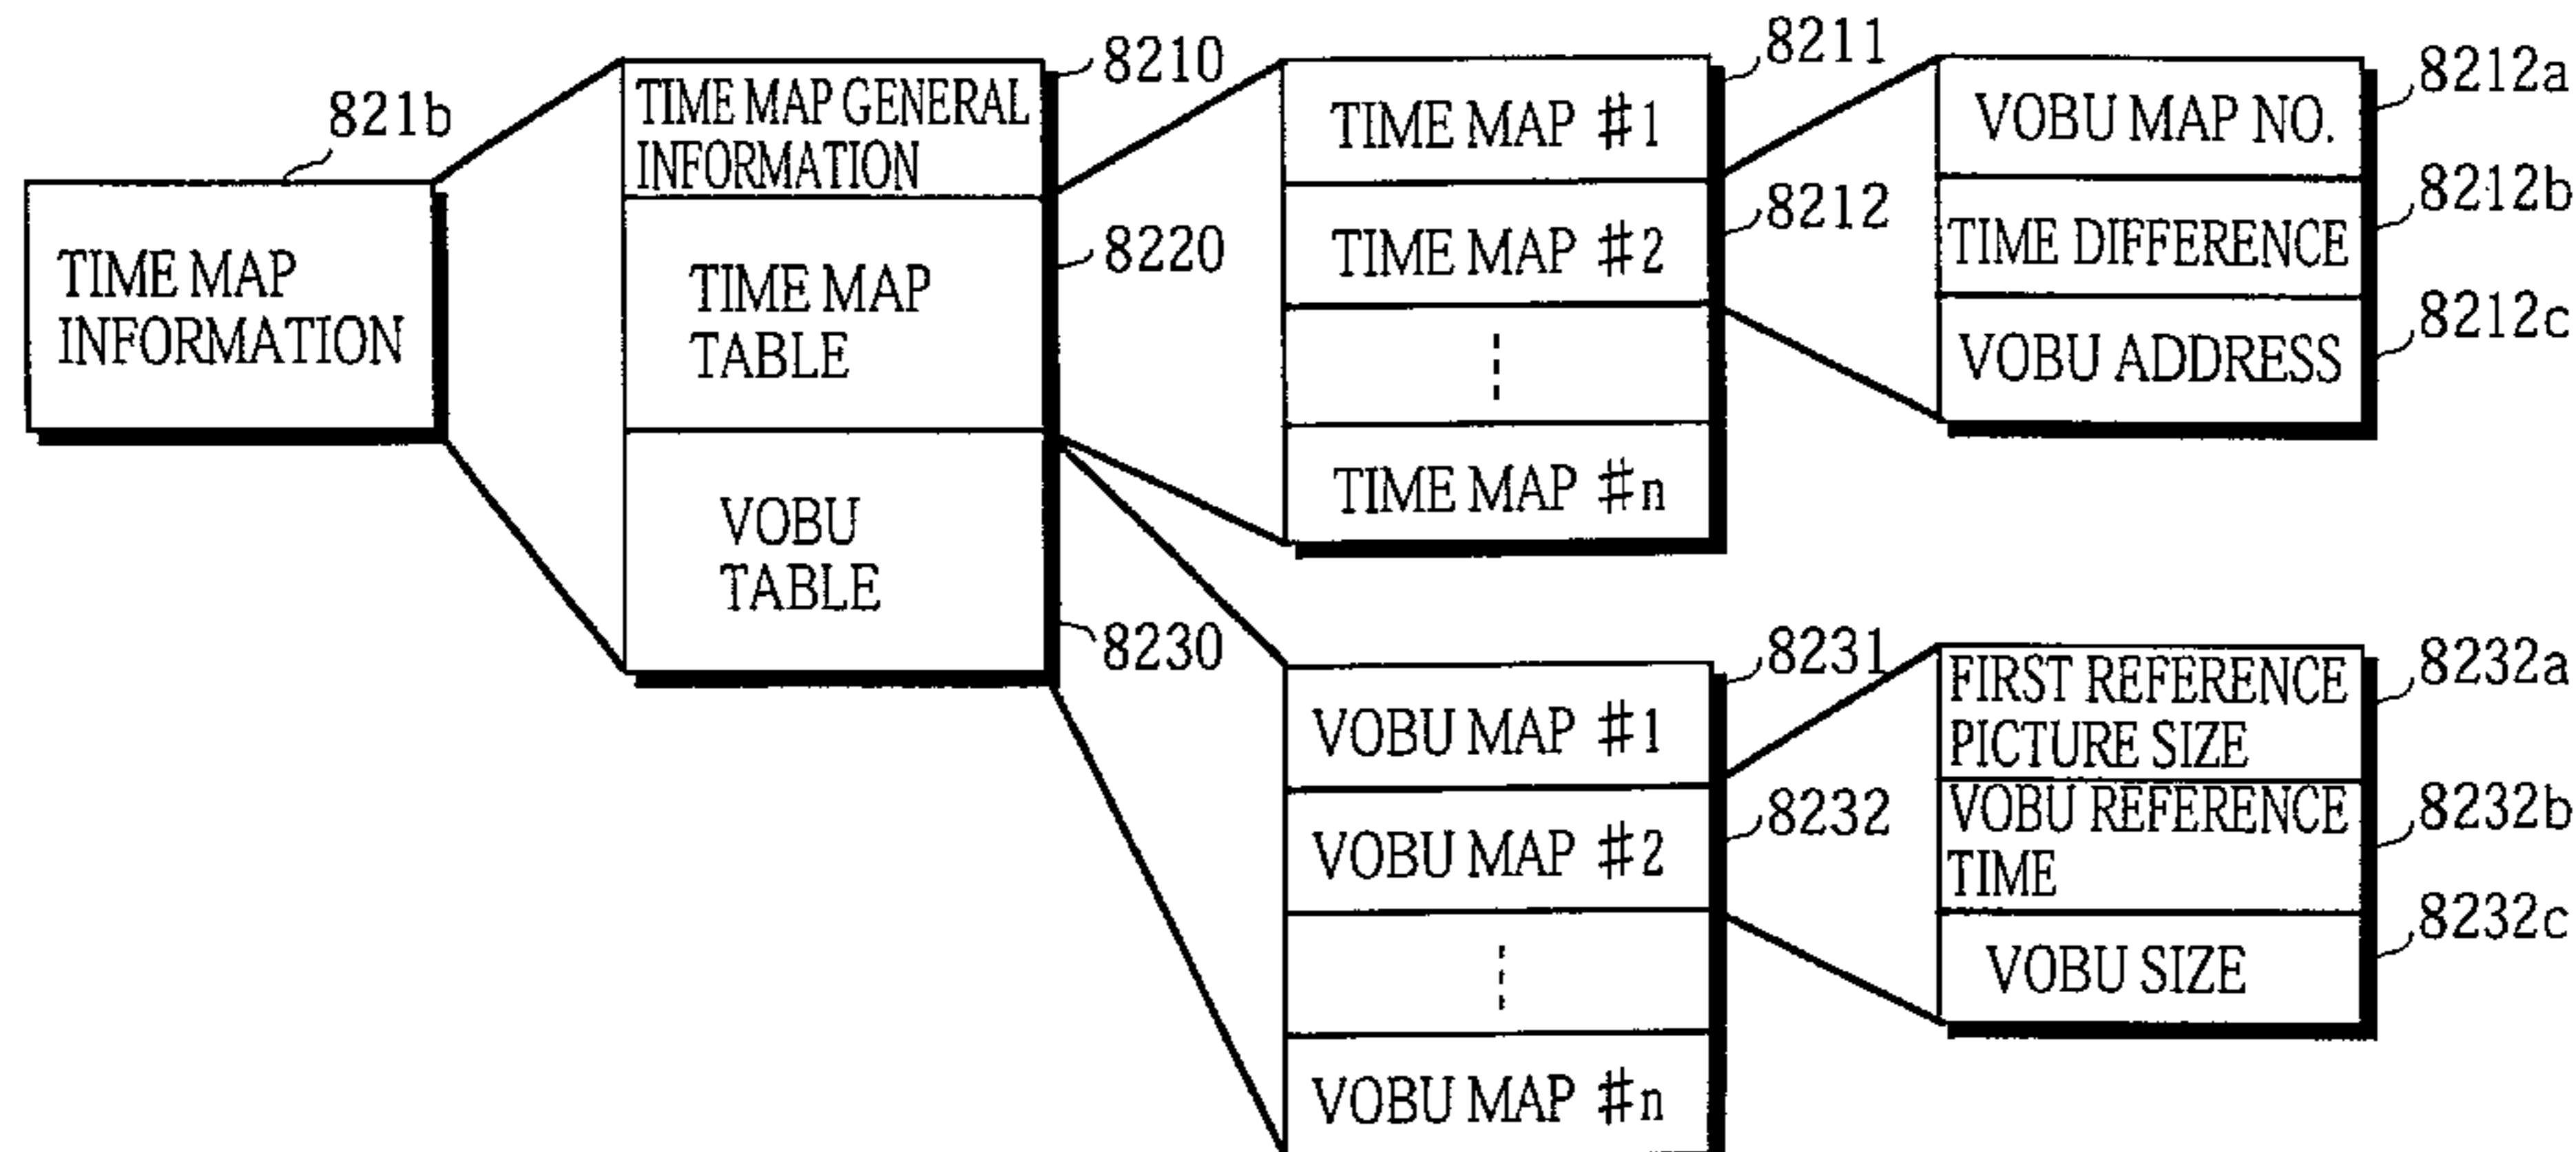 821b
TIME MAP
INFORMATION
8210
TIME MAP GENERAL
INFORMATION
8220
TIME MAP
TABLE
8230
VOBU
TABLE
8211
TIME MAP #1
8212
TIME MAP #2
TIME MAP #n
8212a
VOBU MAP NO.
8212b
TIME DIFFERENCE
8212c
VOBU ADDRESS
8231
VOBU MAP #1
8232
VOBU MAP #2
VOBU MAP #n
8232a
FIRST REFERENCE
PICTURE SIZE
8232b
VOBU REFERENCE
TIME
8232c
VOBU SIZE